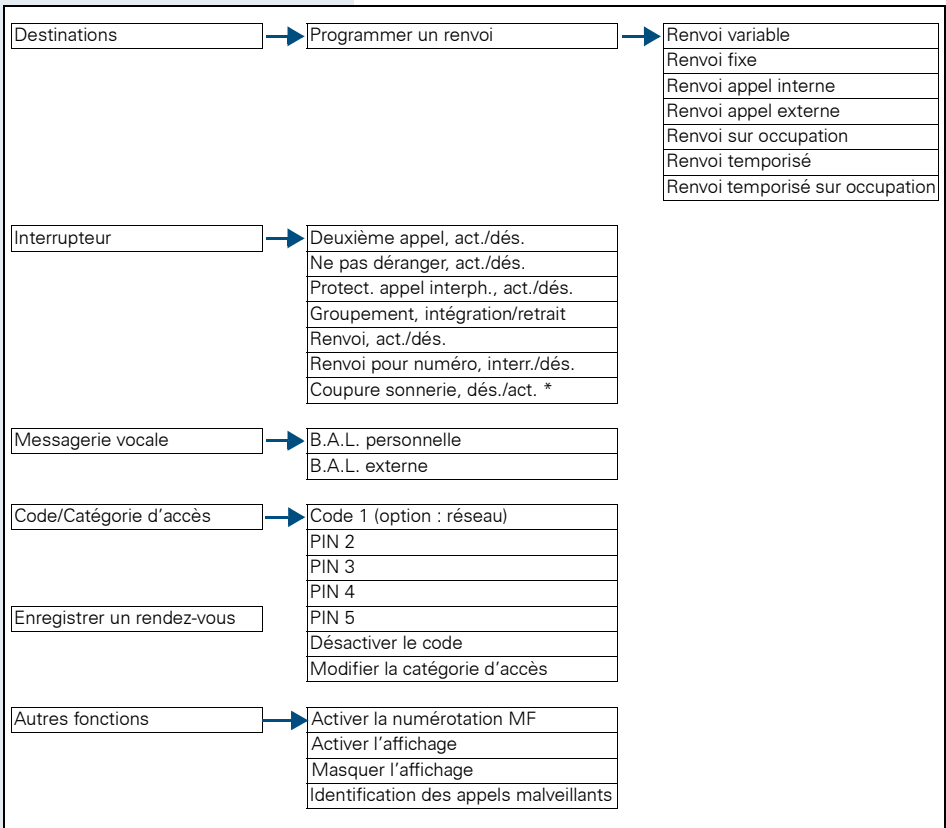 Destinations
Programmer un renvoi
Renvoi variable
Renvoi fixe
Renvoi appel interne
Renvoi appel externe
Renvoi sur occupation
Renvoi temporisé
Renvoi temporisé sur occupation
Interrupteur
Deuxième appel, act./dés.
Ne pas déranger, act./dés.
Protect. appel interph., act./dés.
Groupement, intégration/retrait
Renvoi, act./dés.
Renvoi pour numéro, interr./dés.
Coupure sonnerie, dés./act. *
Messagerie vocale
B.A.L. personnelle
B.A.L. externe
Code/Catégorie d’accès
Code 1 (option : réseau)
PIN 2
PIN 3
PIN 4
Enregistrer un rendez-vous
PIN 5
Désactiver le code
Modifier la catégorie d’accès
Autres fonctions
Activer la numérotation MF
Activer l’affichage
Masquer l’affichage
Identification des appels malveillants